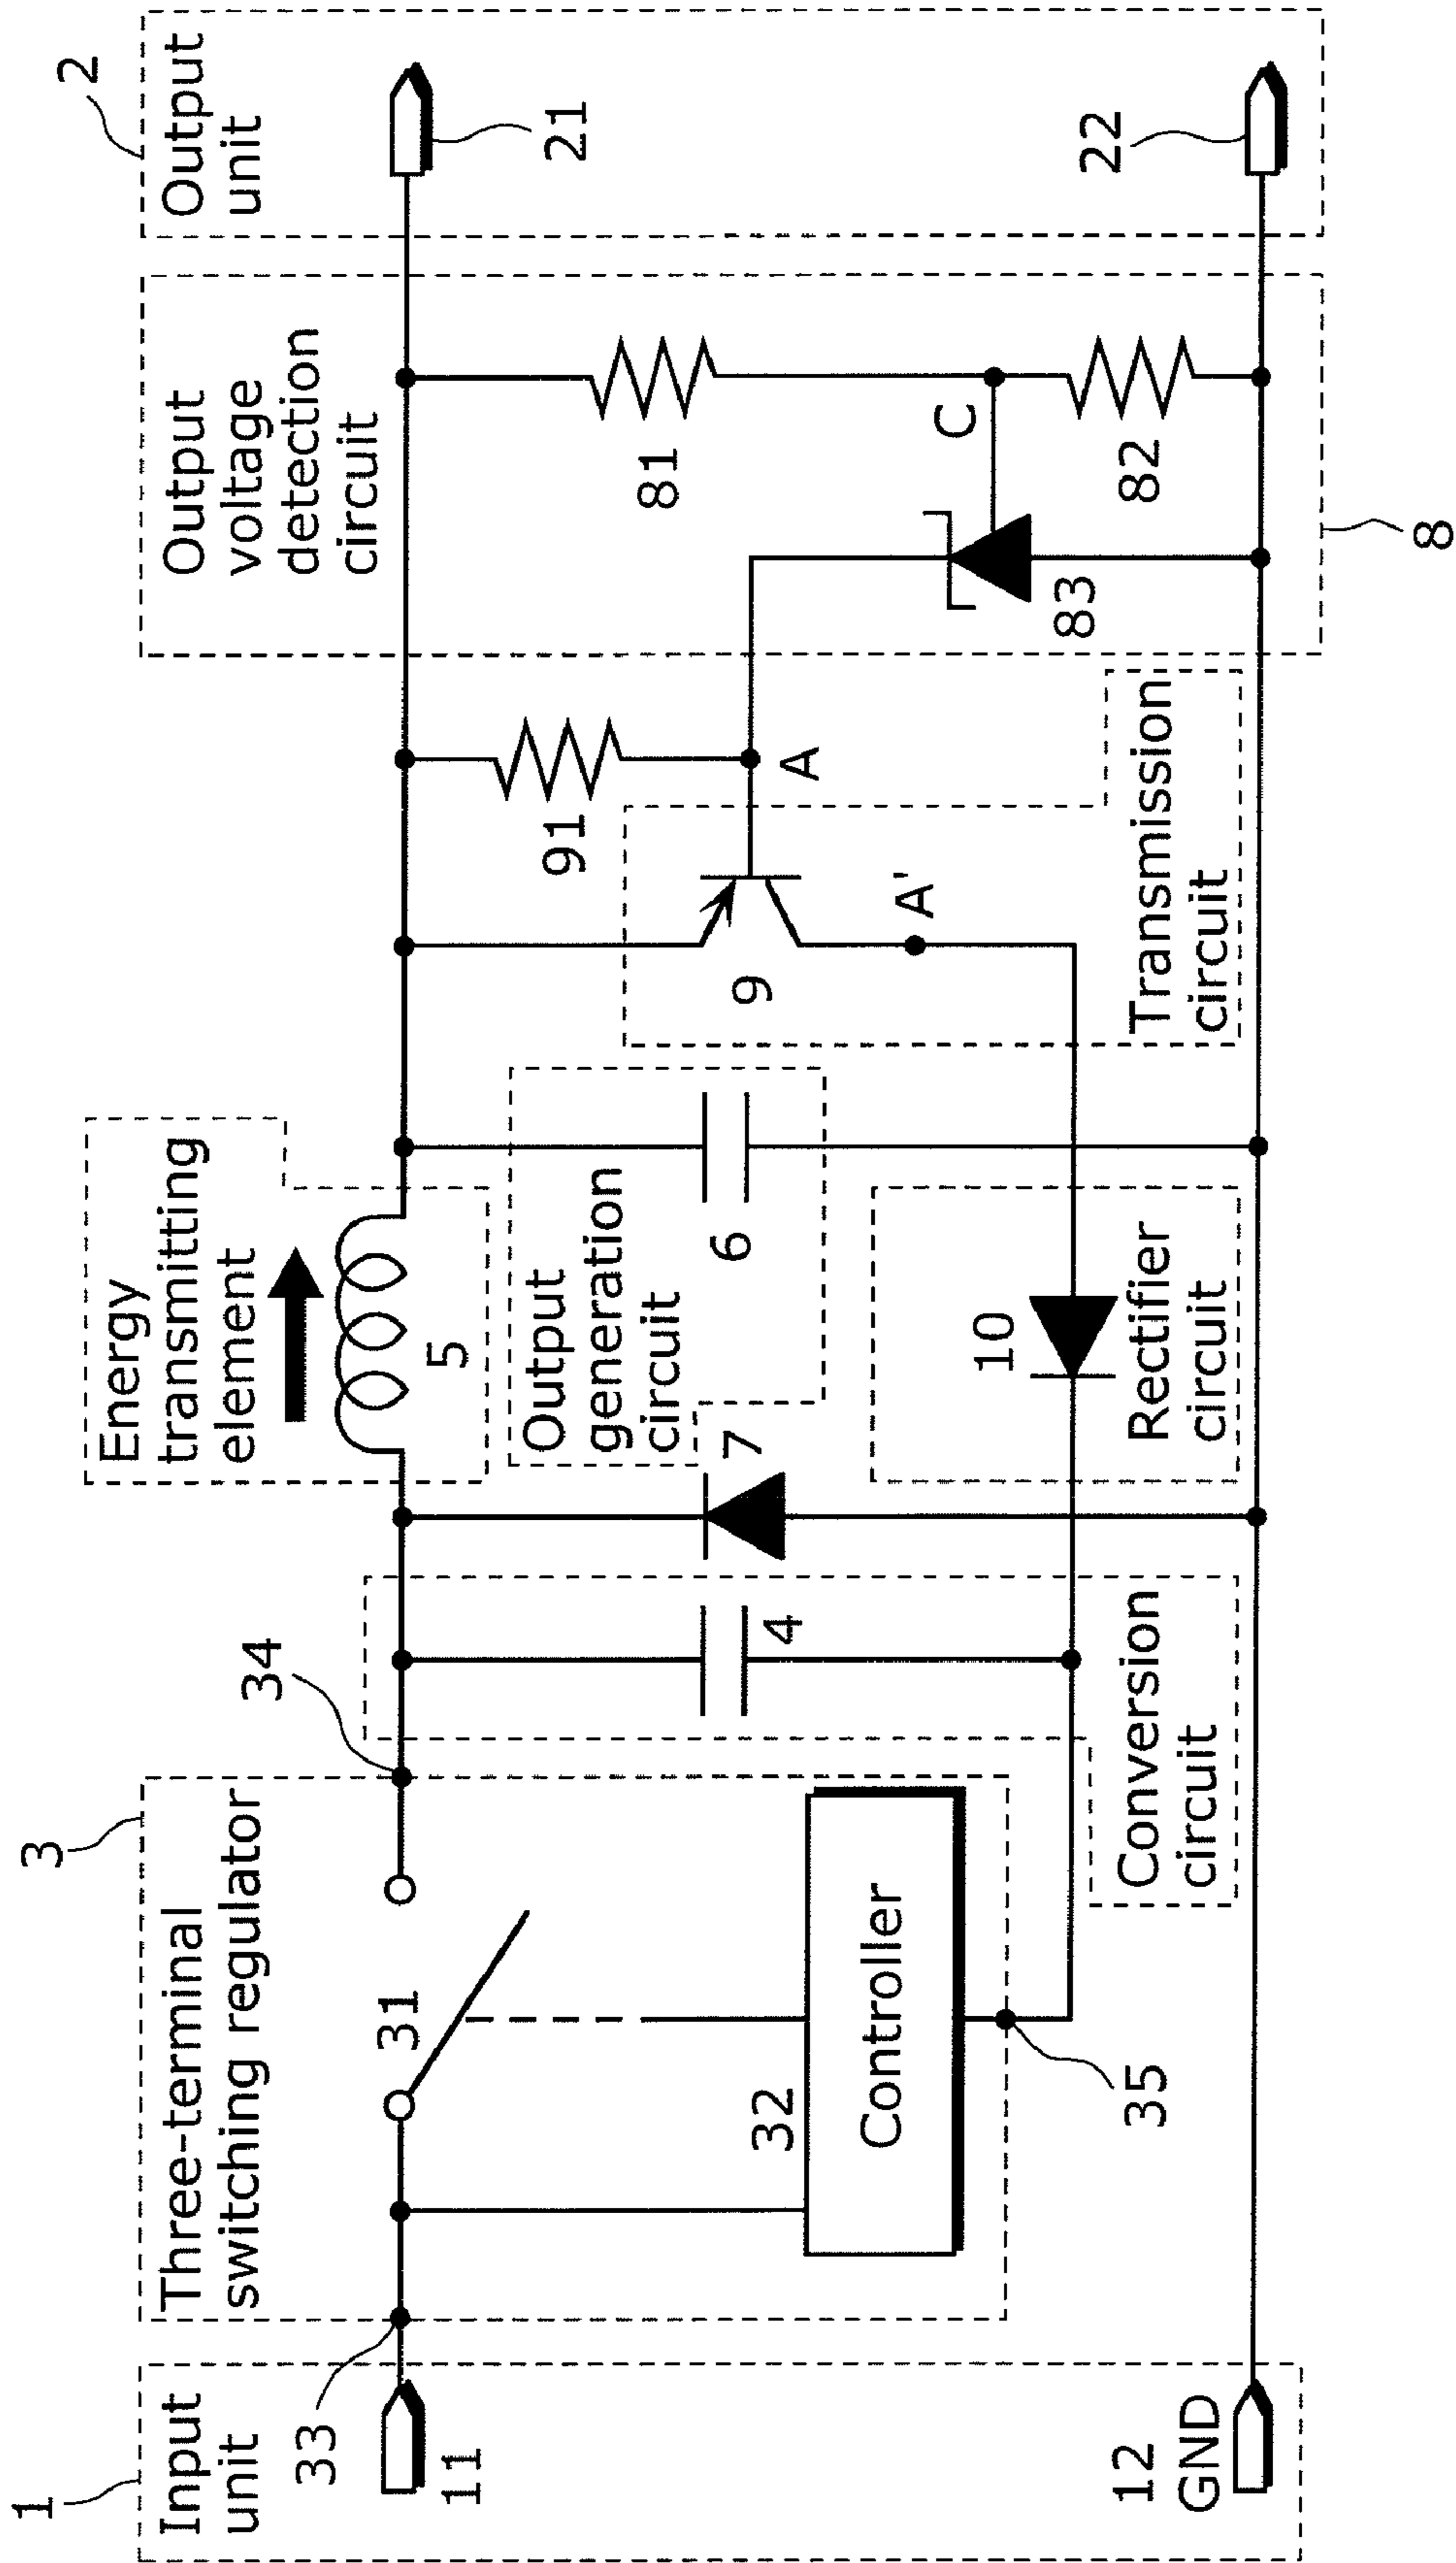 1
Input
unit
33
11
12
GND
3
Three-terminal
switching regulator
31
32
Controller
34
35
4
Conversion
circuit
Energy
transmitting
element
5
7
Output
generation
circuit
6
10
Rectifier
circuit
91
A
9
A'
Transmission
circuit
Output
voltage
detection
circuit
81
C
82
83
8
2
Output
unit
21
22